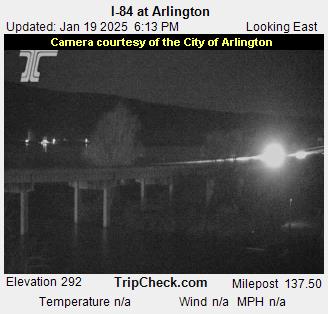 I-84 at Arlington
Updated: Jan 19 2025 6:13 PM Looking East
Camera courtesy of the City of Arlington
Elevation 292 TripCheck.com Milepost 137.50
Temperature n/a Wind n/a MPH n/a